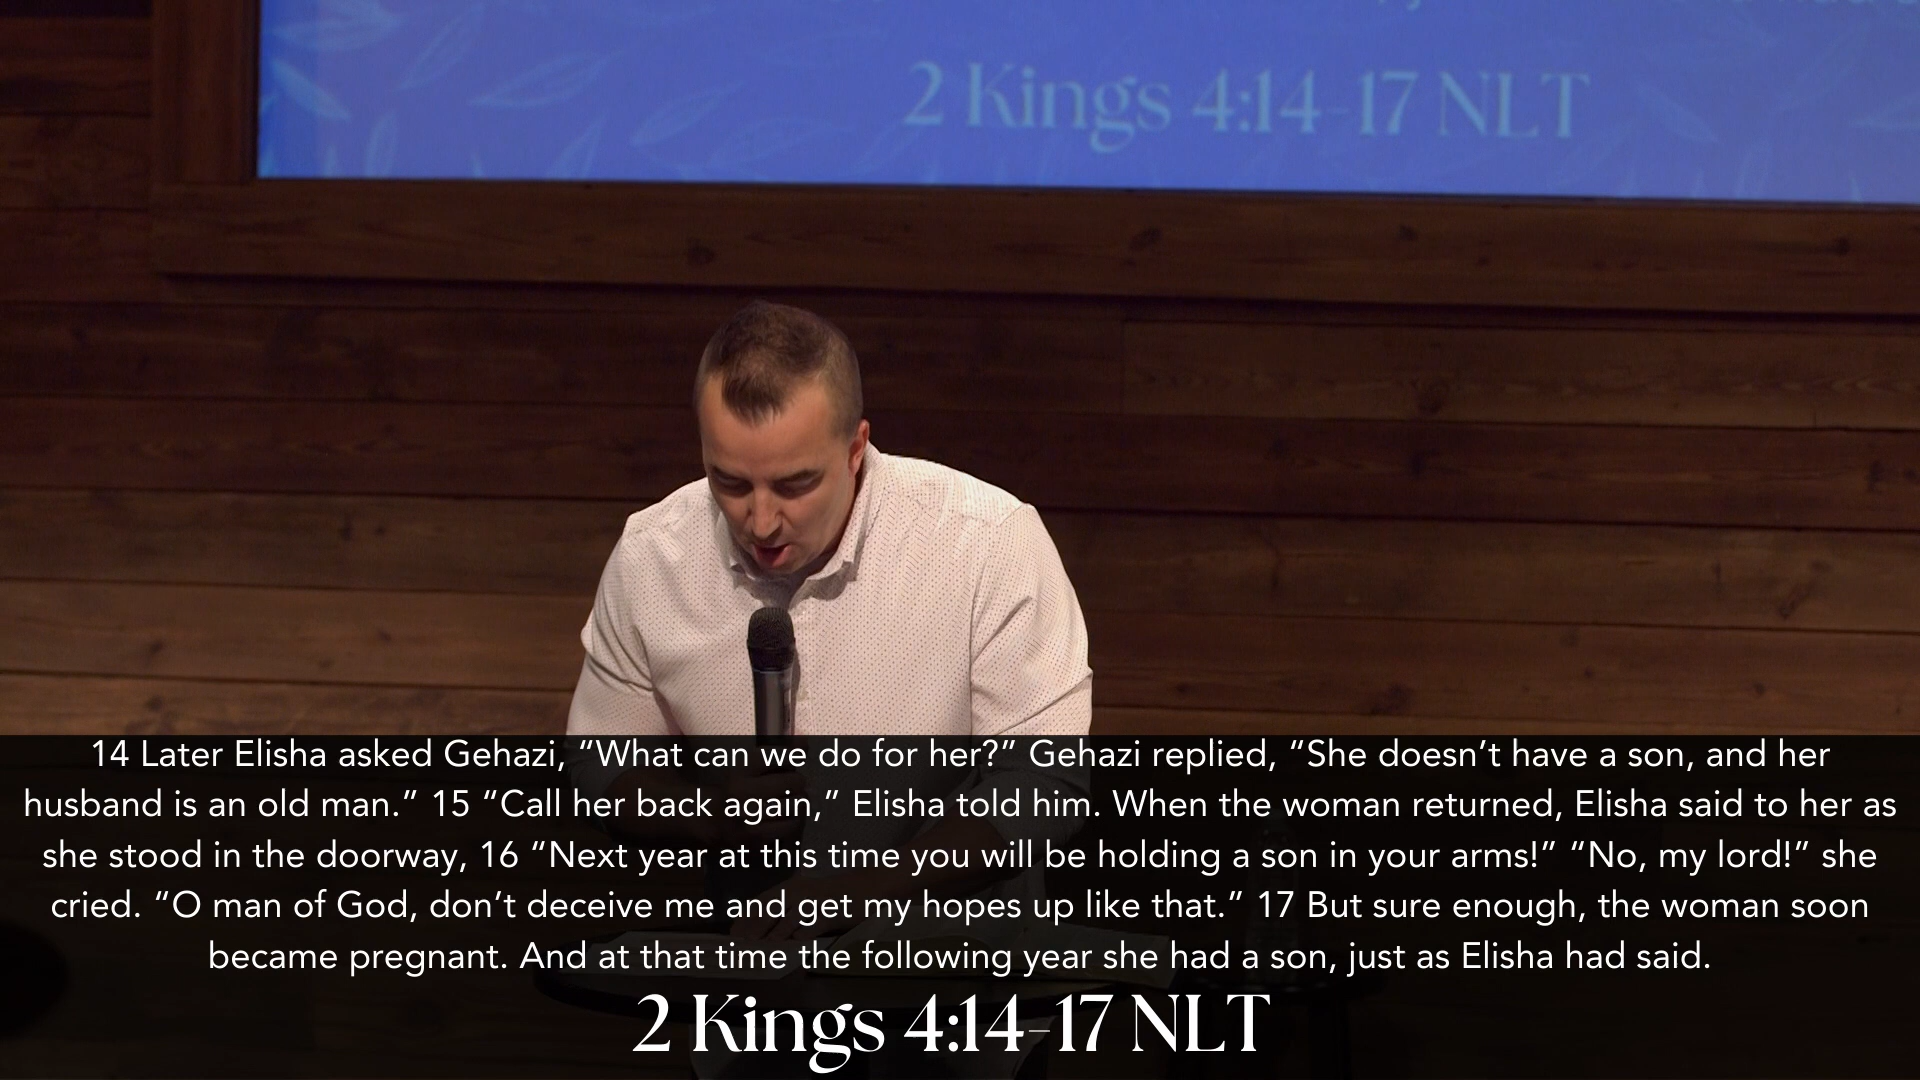 2 Kings 4:14-17 NLT
14 Later Elisha asked Gehazi, “What can we do for her?” Gehazi replied, “She doesn’t have a son, and her
husband is an old man.” 15 “Call her back again,” Elisha told him. When the woman returned, Elisha said to her as
she stood in the doorway, 16 “Next year at this time you will be holding a son in your arms!” “No, my lord!” she
cried. “O man of God, don’t deceive me and get my hopes up like that.” 17 But sure enough, the woman soon
became pregnant. And at that time the following year she had a son, just as Elisha had said.
2 Kings 4:14-17 NLT